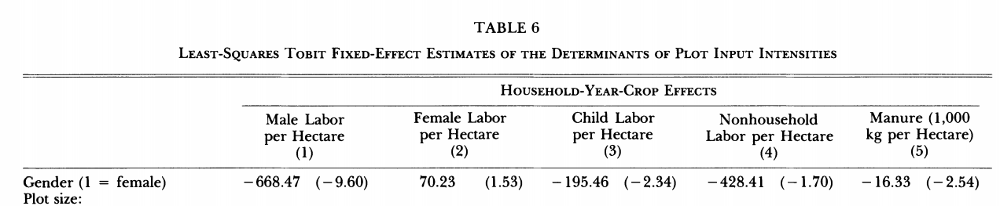 TABLE 6
LEAST-SQUARES TOBIT FIXED-EFFECT ESTIMATES OF THE DETERMINANTS OF PLOT INPUT INTENSITIES
HOUSEHOLD-YEAR-CROP EFFECTS
Male Labor per Hectare (1)
Female Labor per Hectare (2)
Child Labor per Hectare (3)
Nonhousehold Labor per Hectare (4)
Manure (1,000 kg per Hectare) (5)
Gender (1 = female) −668.47 (−9.60) 70.23 (1.53) −195.46 (−2.34) −428.41 (−1.70) −16.33 (−2.54)
Plot size: